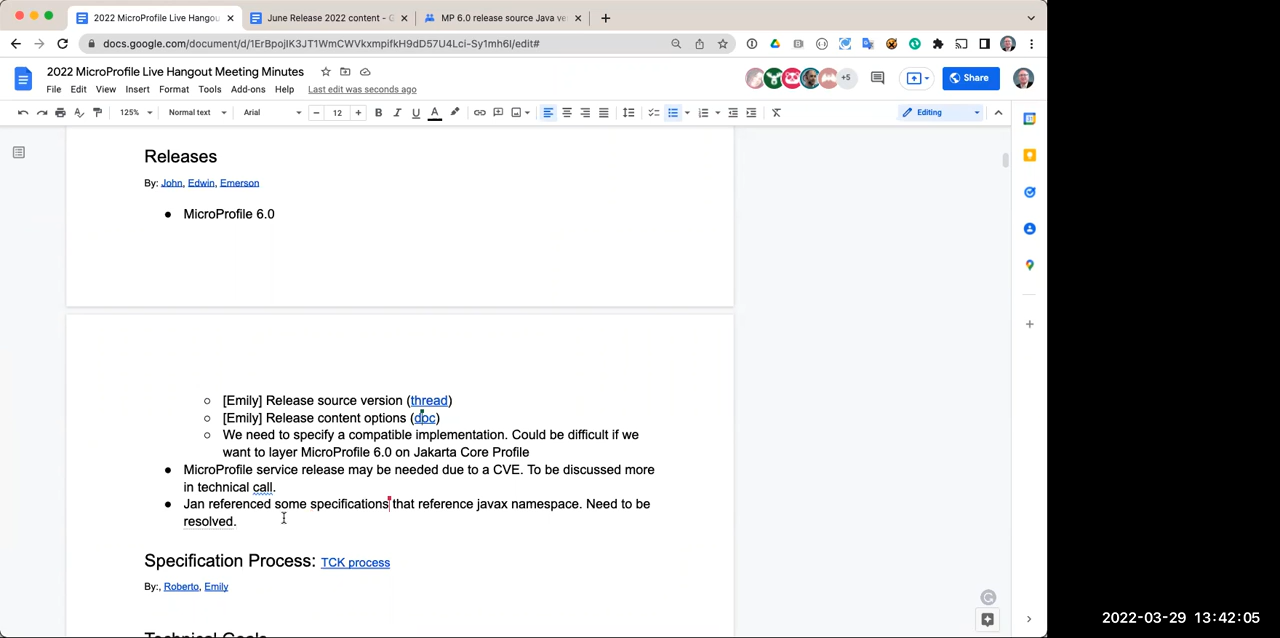 2022 MicroProfile Live Hangou
June Release 2022 content - G
MP 6.0 release source Java ve
docs.google.com/document/d/1ErBpojIK3JT1WmCWVkxmpifkH9dD57U4Lci-Sy1mh6I/edit#
2022 MicroProfile Live Hangout Meeting Minutes
+5
Share
File Edit View Insert Format Tools Add-ons Help Last edit was seconds ago
125% Normal text Arial 12 B I U A Editing
Releases
By: John, Edwin, Emerson
● MicroProfile 6.0
○ [Emily] Release source version (thread)
○ [Emily] Release content options (doc)
○ We need to specify a compatible implementation. Could be difficult if we
want to layer MicroProfile 6.0 on Jakarta Core Profile
● MicroProfile service release may be needed due to a CVE. To be discussed more
in technical call.
● Jan referenced some specifications that reference javax namespace. Need to be
resolved.
Specification Process: TCK process
By:, Roberto, Emily
Technical Goals
2022-03-29 13:42:05